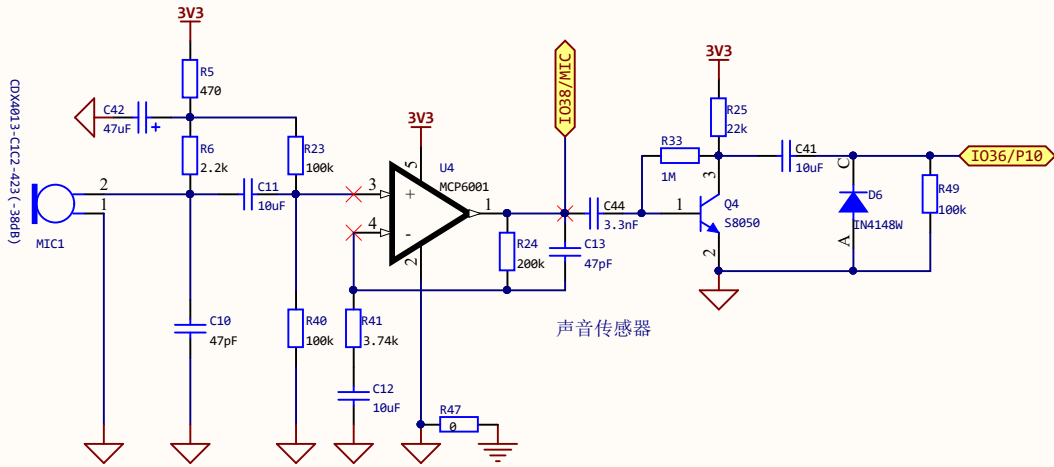 3V3
R5
470
C42
47uF
+
R6
2.2k
R23
100k
CDX4013-C1C2-423(-38dB)
2
1
MIC1
C11
10uF
C10
47pF
R40
100k
3V3
5
U4
MCP6001
3
+
4
-
1
2
R41
3.74k
C12
10uF
R47
0
IO38/MIC
R24
200k
C44
3.3nF
C13
47pF
声音传感器
3V3
R25
22k
R33
1M
3
1
Q4
S8050
2
C41
10uF
C
D6
IN4148W
A
R49
100k
IO36/P10